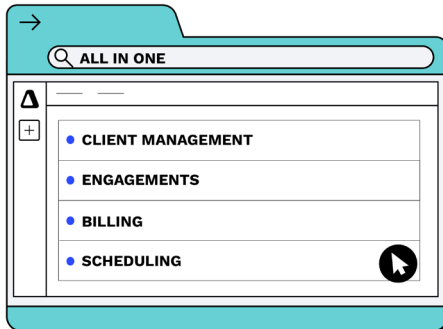 ALL IN ONE
CLIENT MANAGEMENT
ENGAGEMENTS
BILLING
SCHEDULING